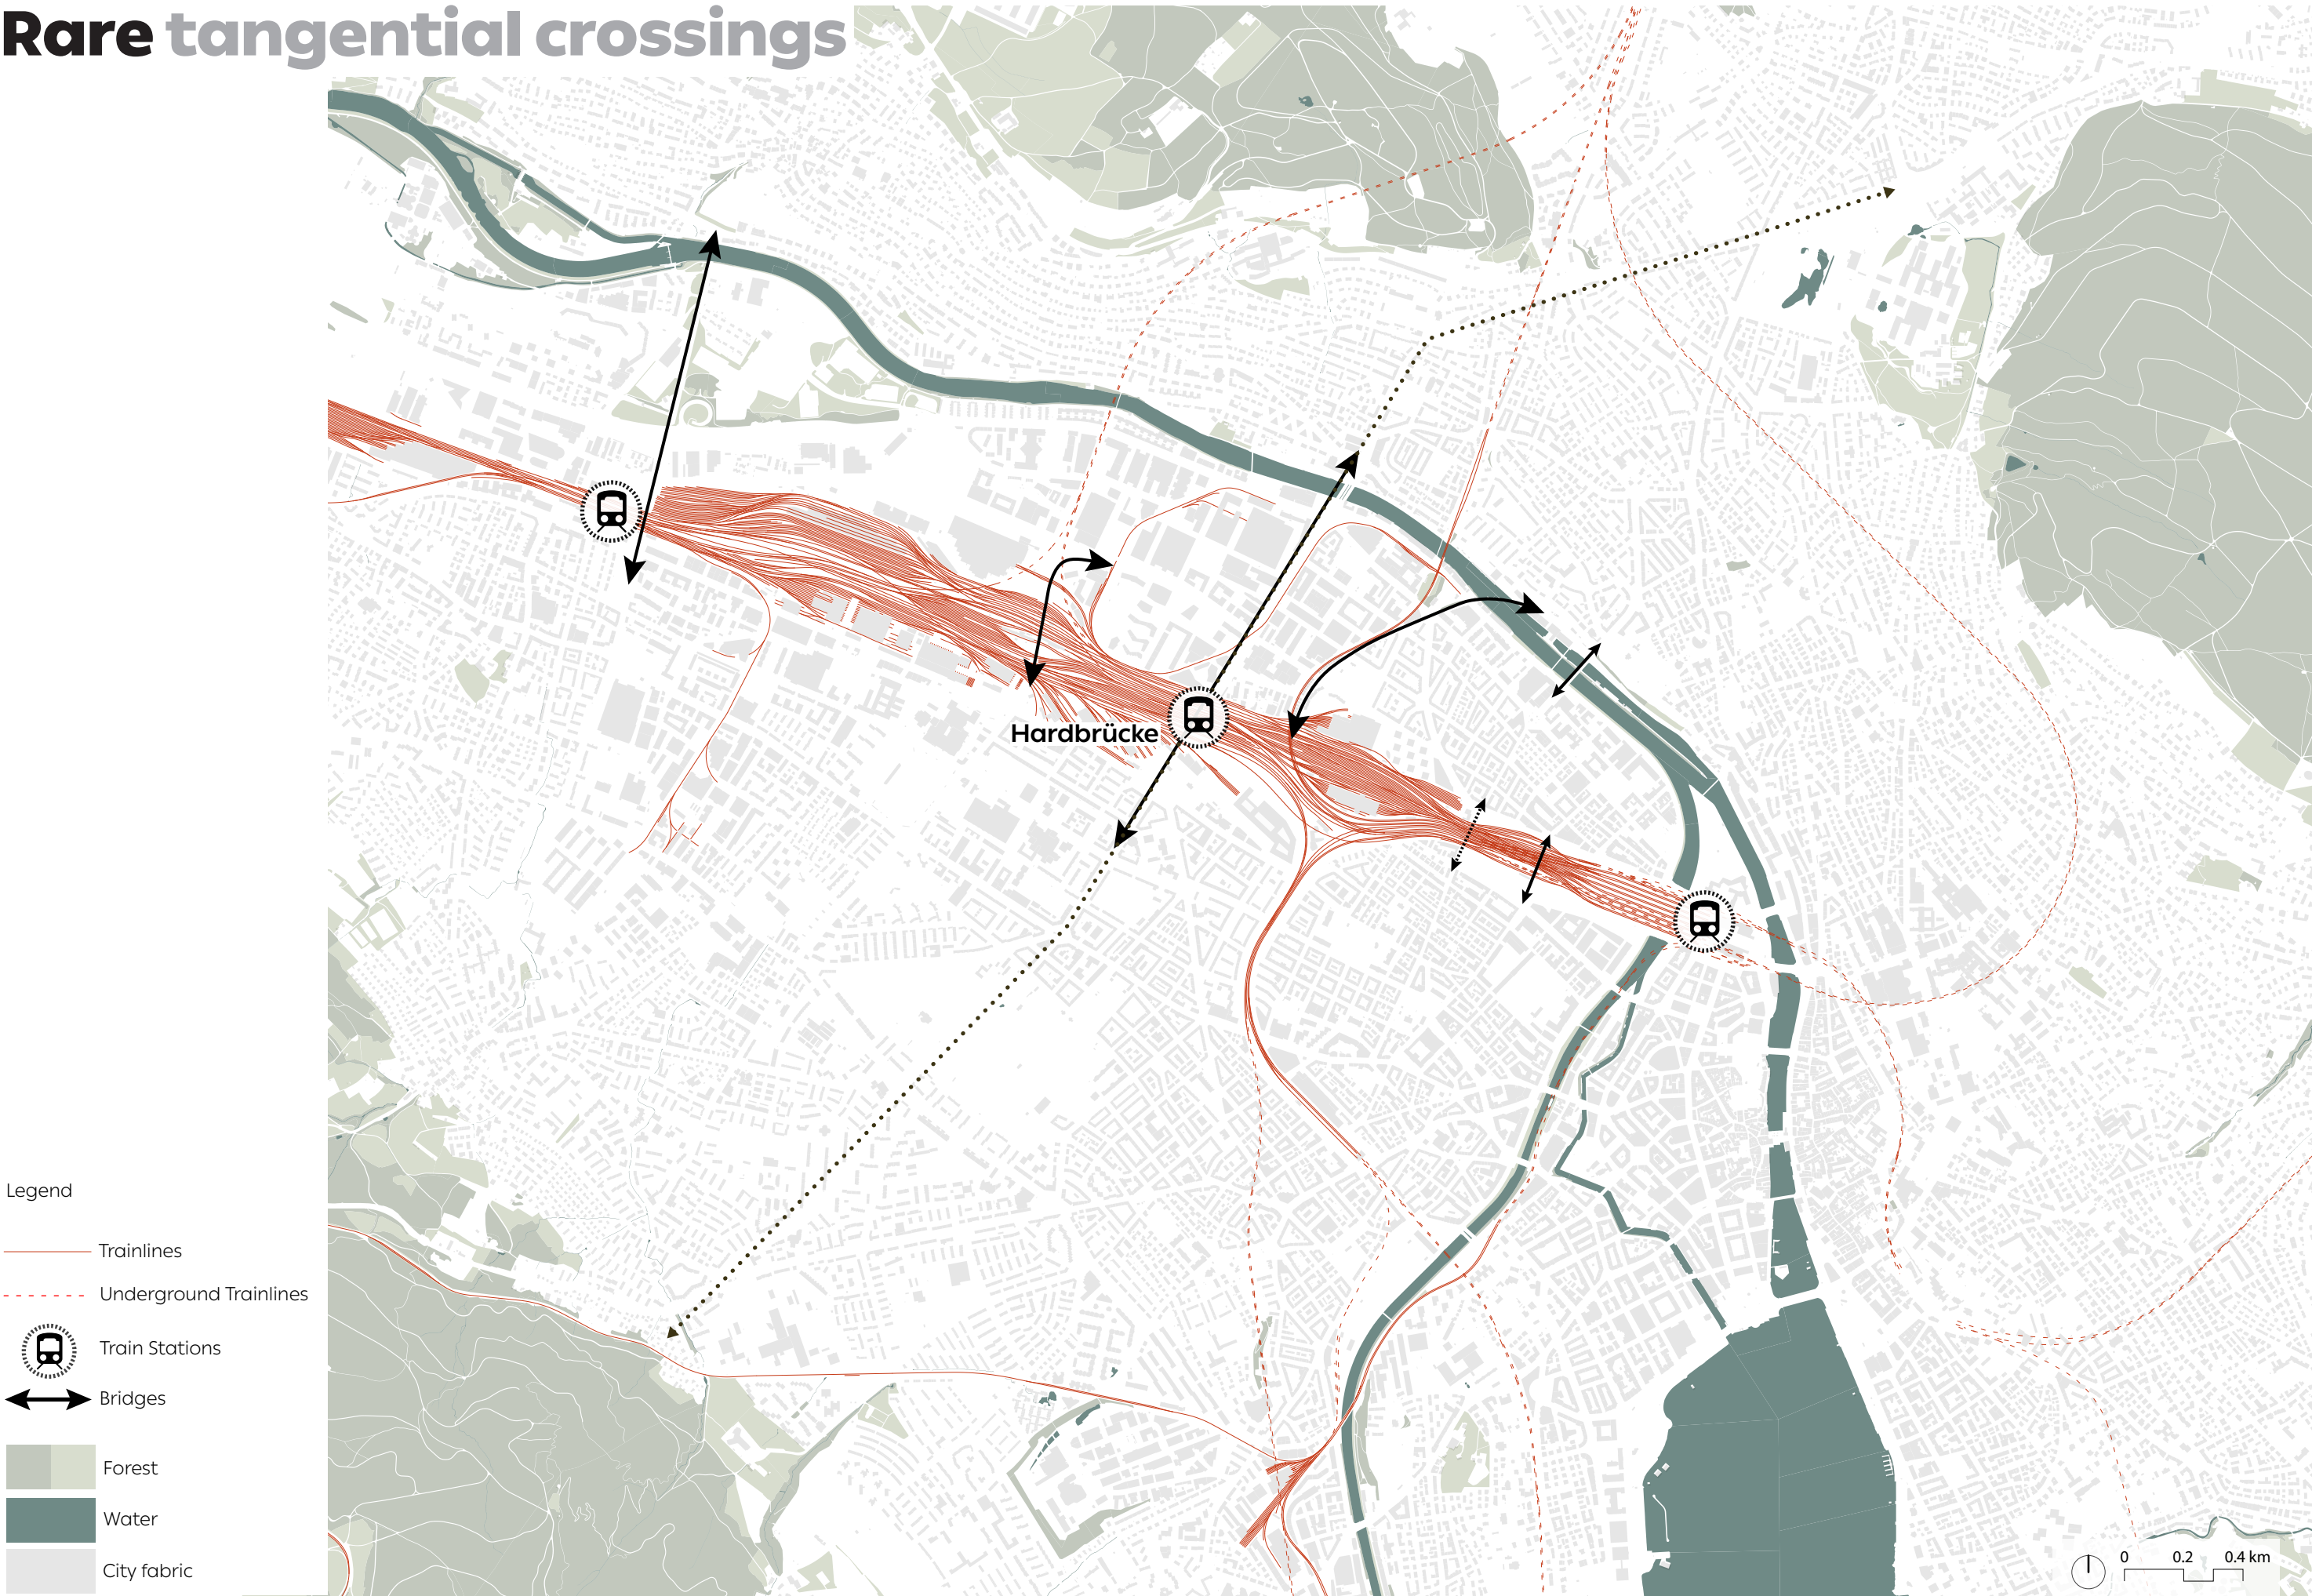 Rare tangential crossings
Hardbrücke
Legend
Trainlines
Underground Trainlines
Train Stations
Bridges
Forest
Water
City fabric
0 0.2 0.4 km